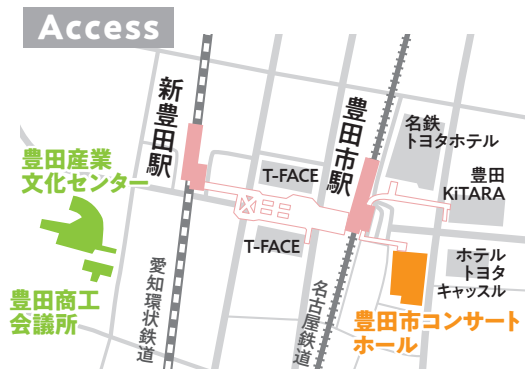 Access
新豊田駅
豊田市駅
名鉄
トヨタホテル
豊田
KiTARA
T-FACE
豊田産業
文化センター
T-FACE
ホテル
トヨタ
キャッスル
豊田商工
会議所
愛知環状鉄道
名古屋鉄道
豊田市コンサート
ホール